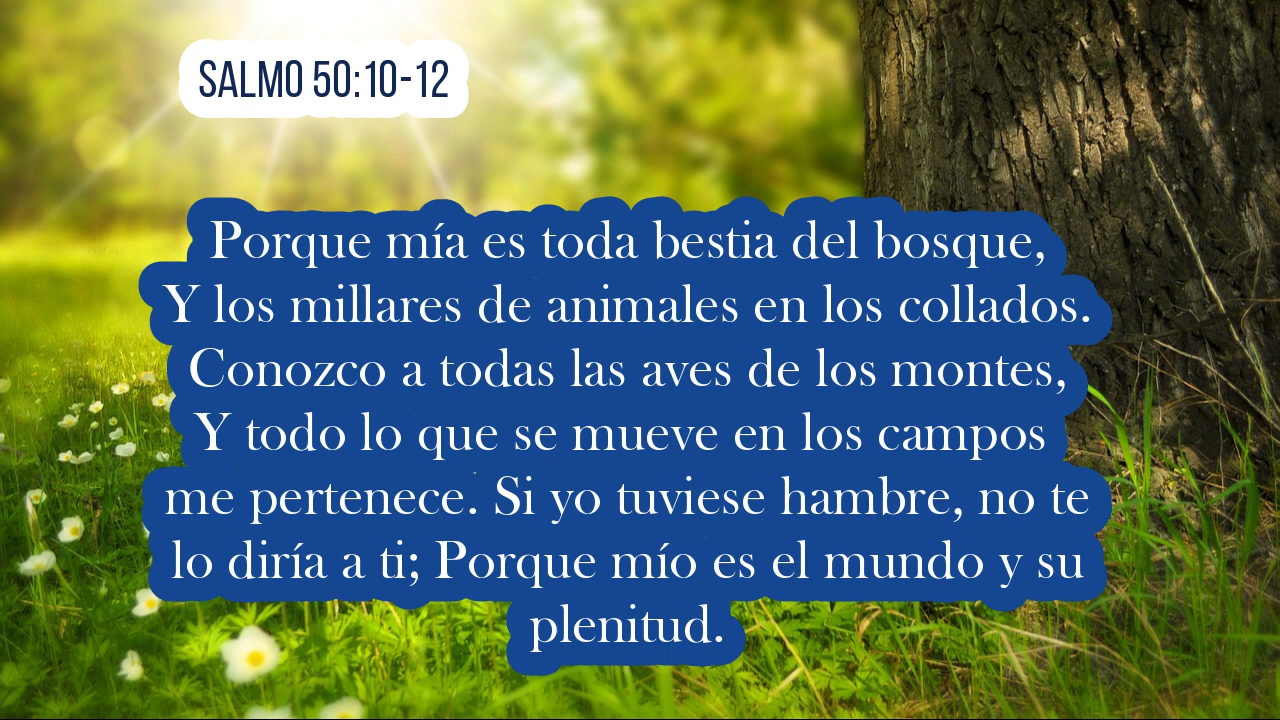 SALMO 50:10-12
Porque mía es toda bestia del bosque,
Y los millares de animales en los collados.
Conozco a todas las aves de los montes,
Y todo lo que se mueve en los campos
me pertenece. Si yo tuviese hambre, no te
lo diría a ti; Porque mío es el mundo y su
plenitud.